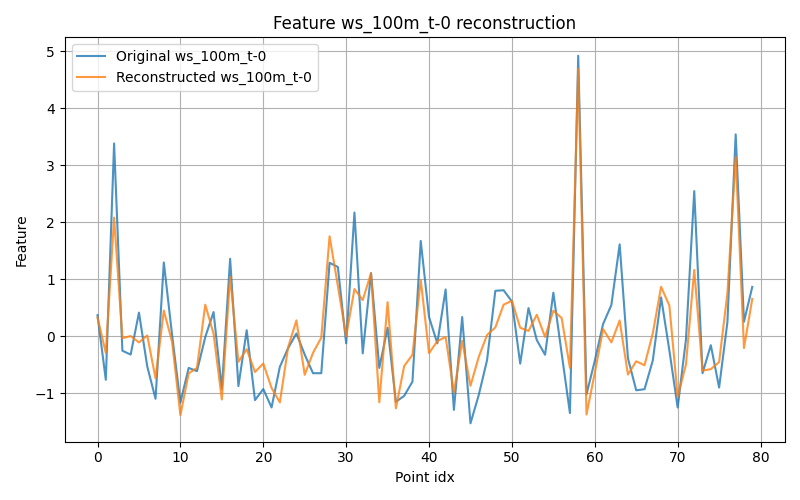 Feature ws_100m_t-0 reconstruction
Original ws_100m_t-0
Reconstructed ws_100m_t-0
Feature
5
4
3
2
1
0
−1
0 10 20 30 40 50 60 70 80
Point idx